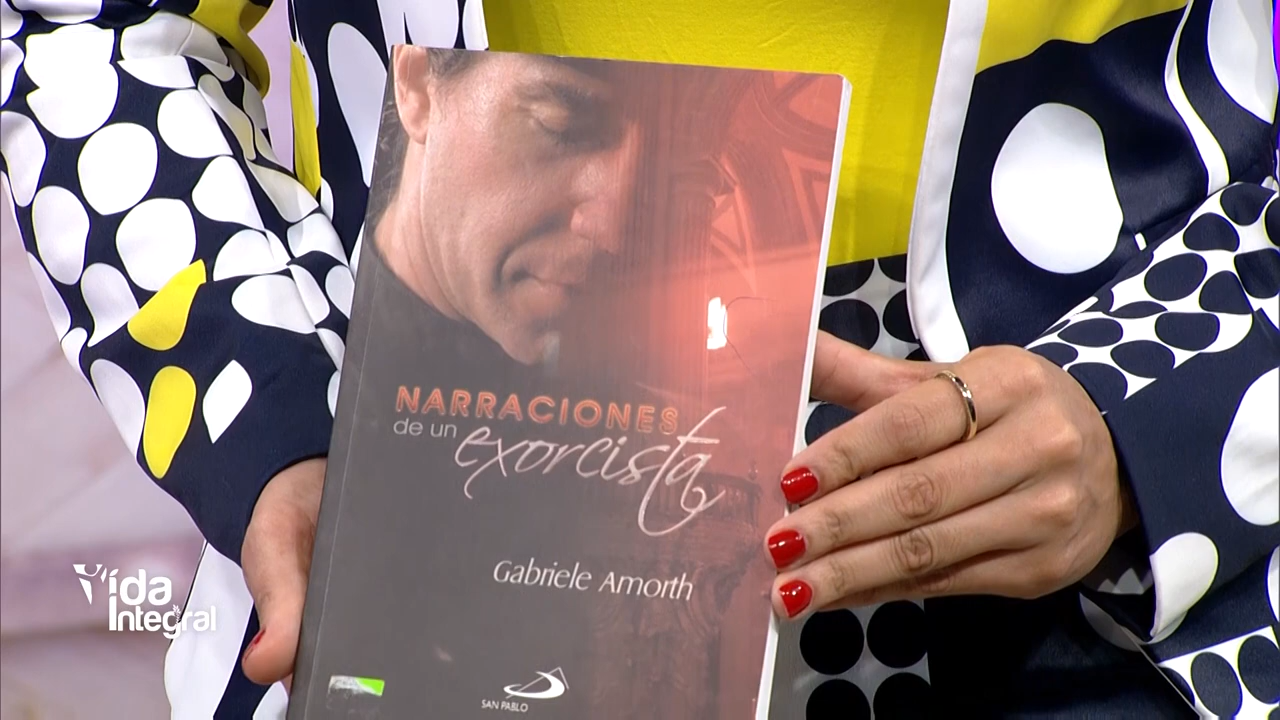 NARRACIONES
de un exorcista
Gabriele Amorth
SAN PABLO
Vida
Integral